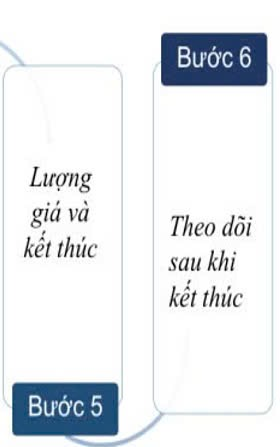 Lượng
giá và
kết thúc
Bước 5
Bước 6
Theo dõi
sau khi
kết thúc